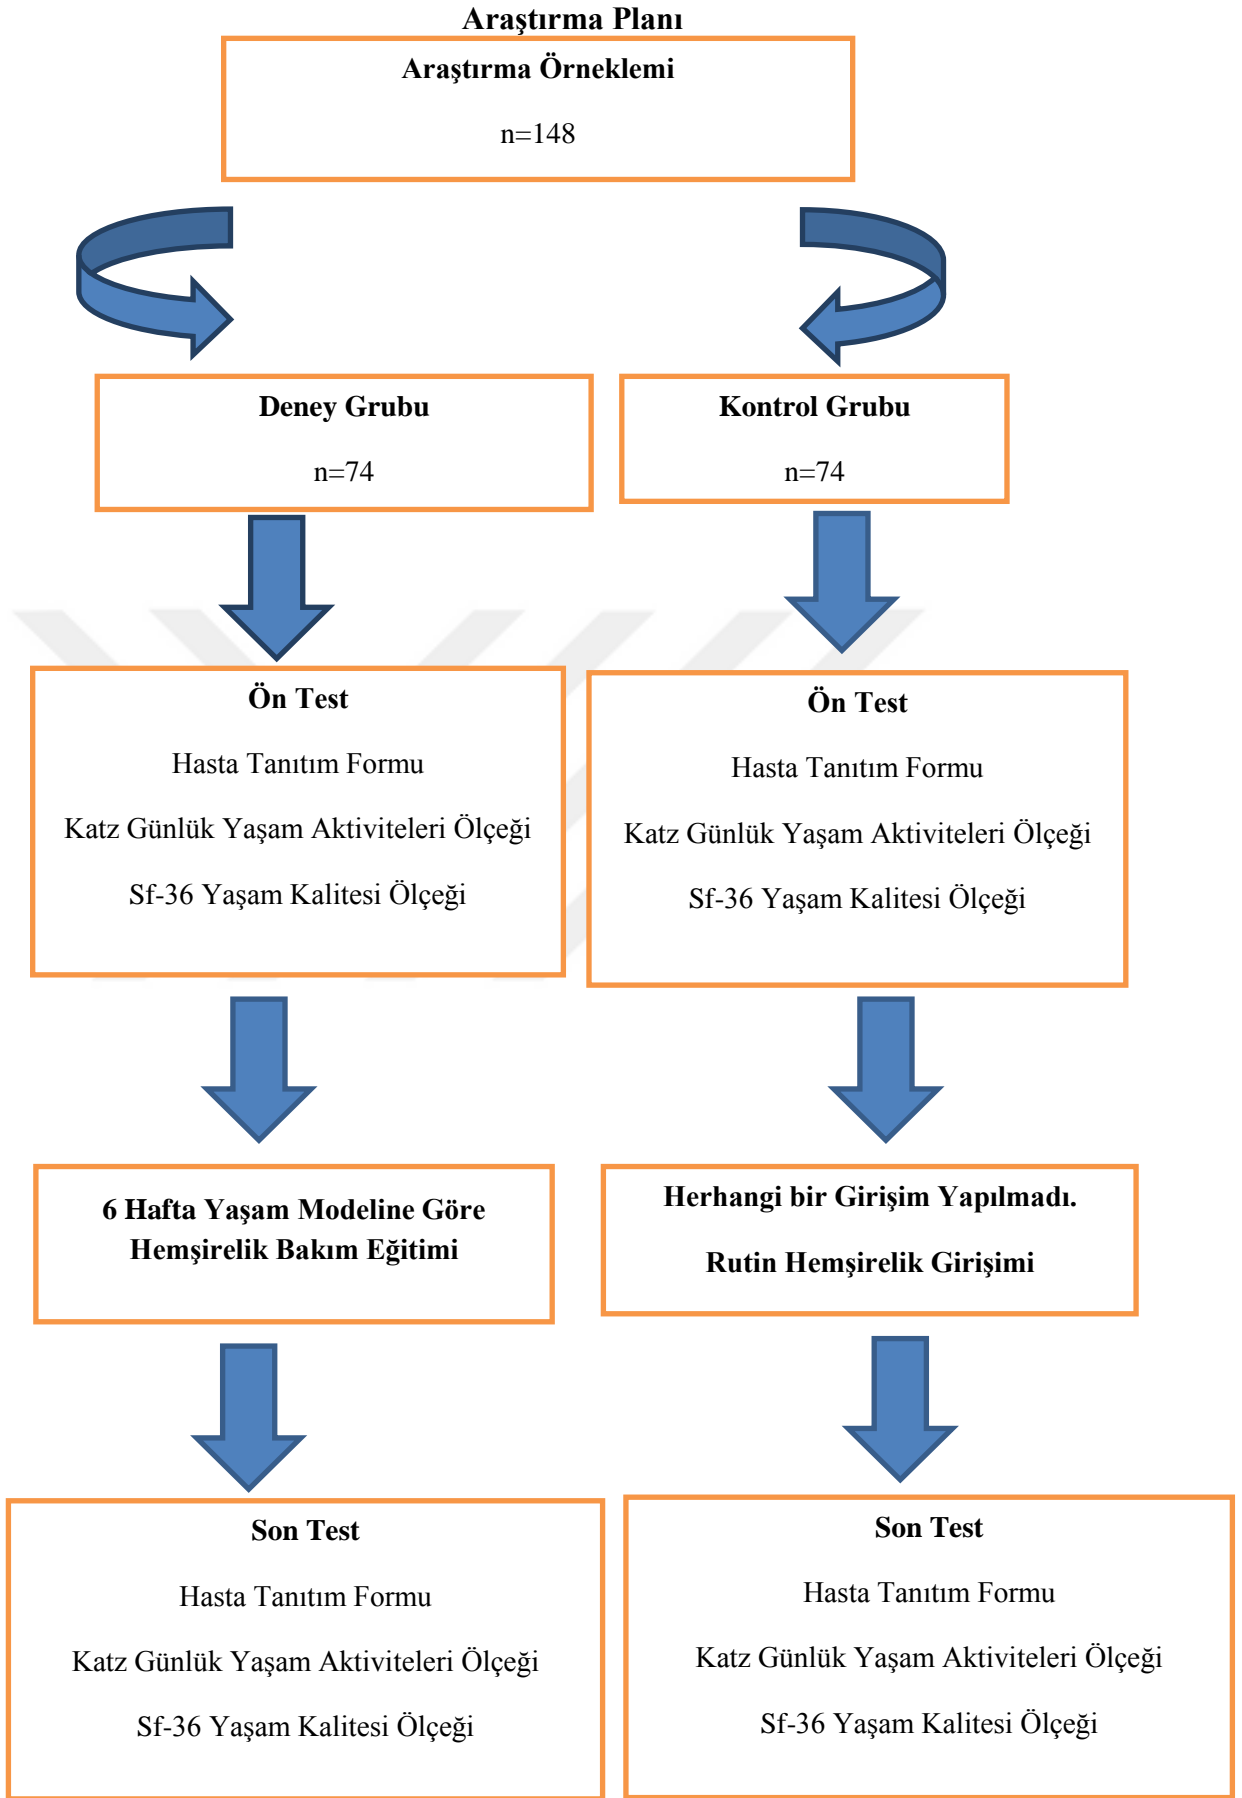 Araştırma Planı
Araştırma Örneklemi
n=148
Deney Grubu
n=74
Kontrol Grubu
n=74
Ön Test
Hasta Tanıtım Formu
Katz Günlük Yaşam Aktiviteleri Ölçeği
Sf-36 Yaşam Kalitesi Ölçeği
Ön Test
Hasta Tanıtım Formu
Katz Günlük Yaşam Aktiviteleri Ölçeği
Sf-36 Yaşam Kalitesi Ölçeği
6 Hafta Yaşam Modeline Göre
Hemşirelik Bakım Eğitimi
Herhangi bir Girişim Yapılmadı.
Rutin Hemşirelik Girişimi
Son Test
Hasta Tanıtım Formu
Katz Günlük Yaşam Aktiviteleri Ölçeği
Sf-36 Yaşam Kalitesi Ölçeği
Son Test
Hasta Tanıtım Formu
Katz Günlük Yaşam Aktiviteleri Ölçeği
Sf-36 Yaşam Kalitesi Ölçeği